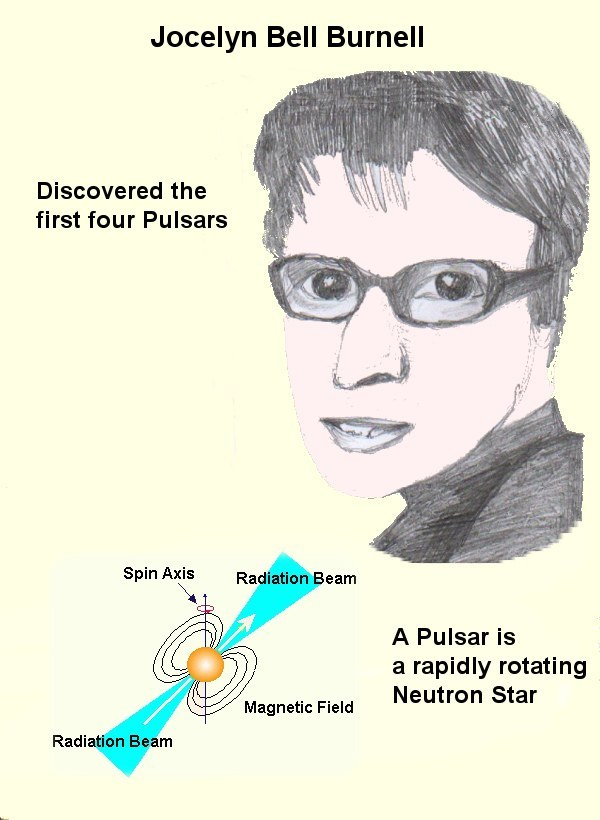 Jocelyn Bell Burnell
Discovered the
first four Pulsars
Spin Axis
Radiation Beam
Magnetic Field
Radiation Beam
A Pulsar is
a rapidly rotating
Neutron Star